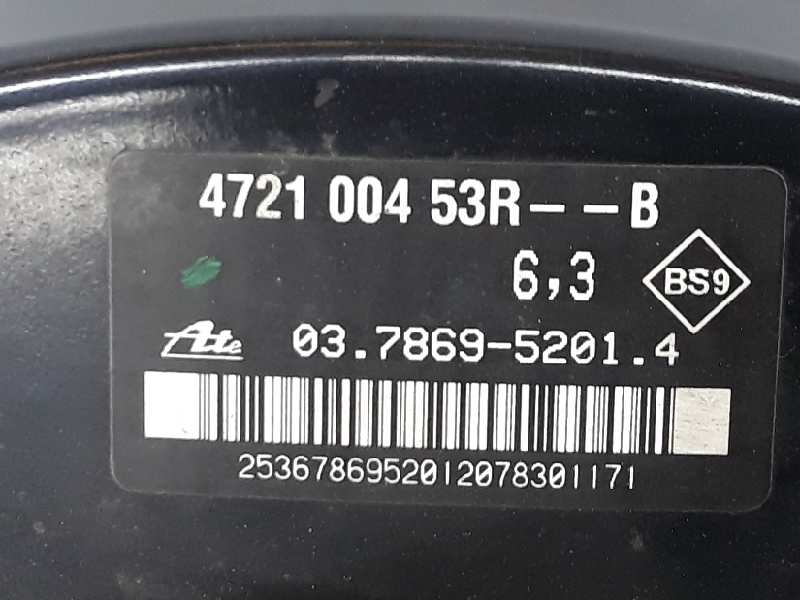 4721 004 53R--B
6,3
BS9
Ate 03.7869-5201.4
25367869520120783011​71